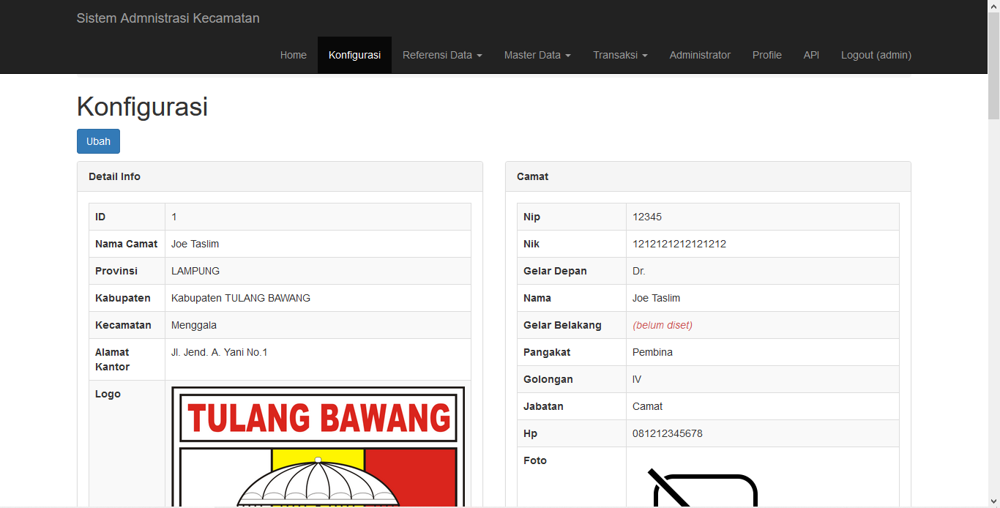 Sistem Admnistrasi Kecamatan
Home Konfigurasi Referensi Data Master Data Transaksi Administrator Profile API Logout (admin)
Konfigurasi
Ubah
Detail Info
ID 1
Nama Camat Joe Taslim
Provinsi LAMPUNG
Kabupaten Kabupaten TULANG BAWANG
Kecamatan Menggala
Alamat Kantor Jl. Jend. A. Yani No.1
Logo
TULANG BAWANG
Camat
Nip 12345
Nik 1212121212121212
Gelar Depan Dr.
Nama Joe Taslim
Gelar Belakang (belum diset)
Pangakat Pembina
Golongan IV
Jabatan Camat
Hp 081212345678
Foto